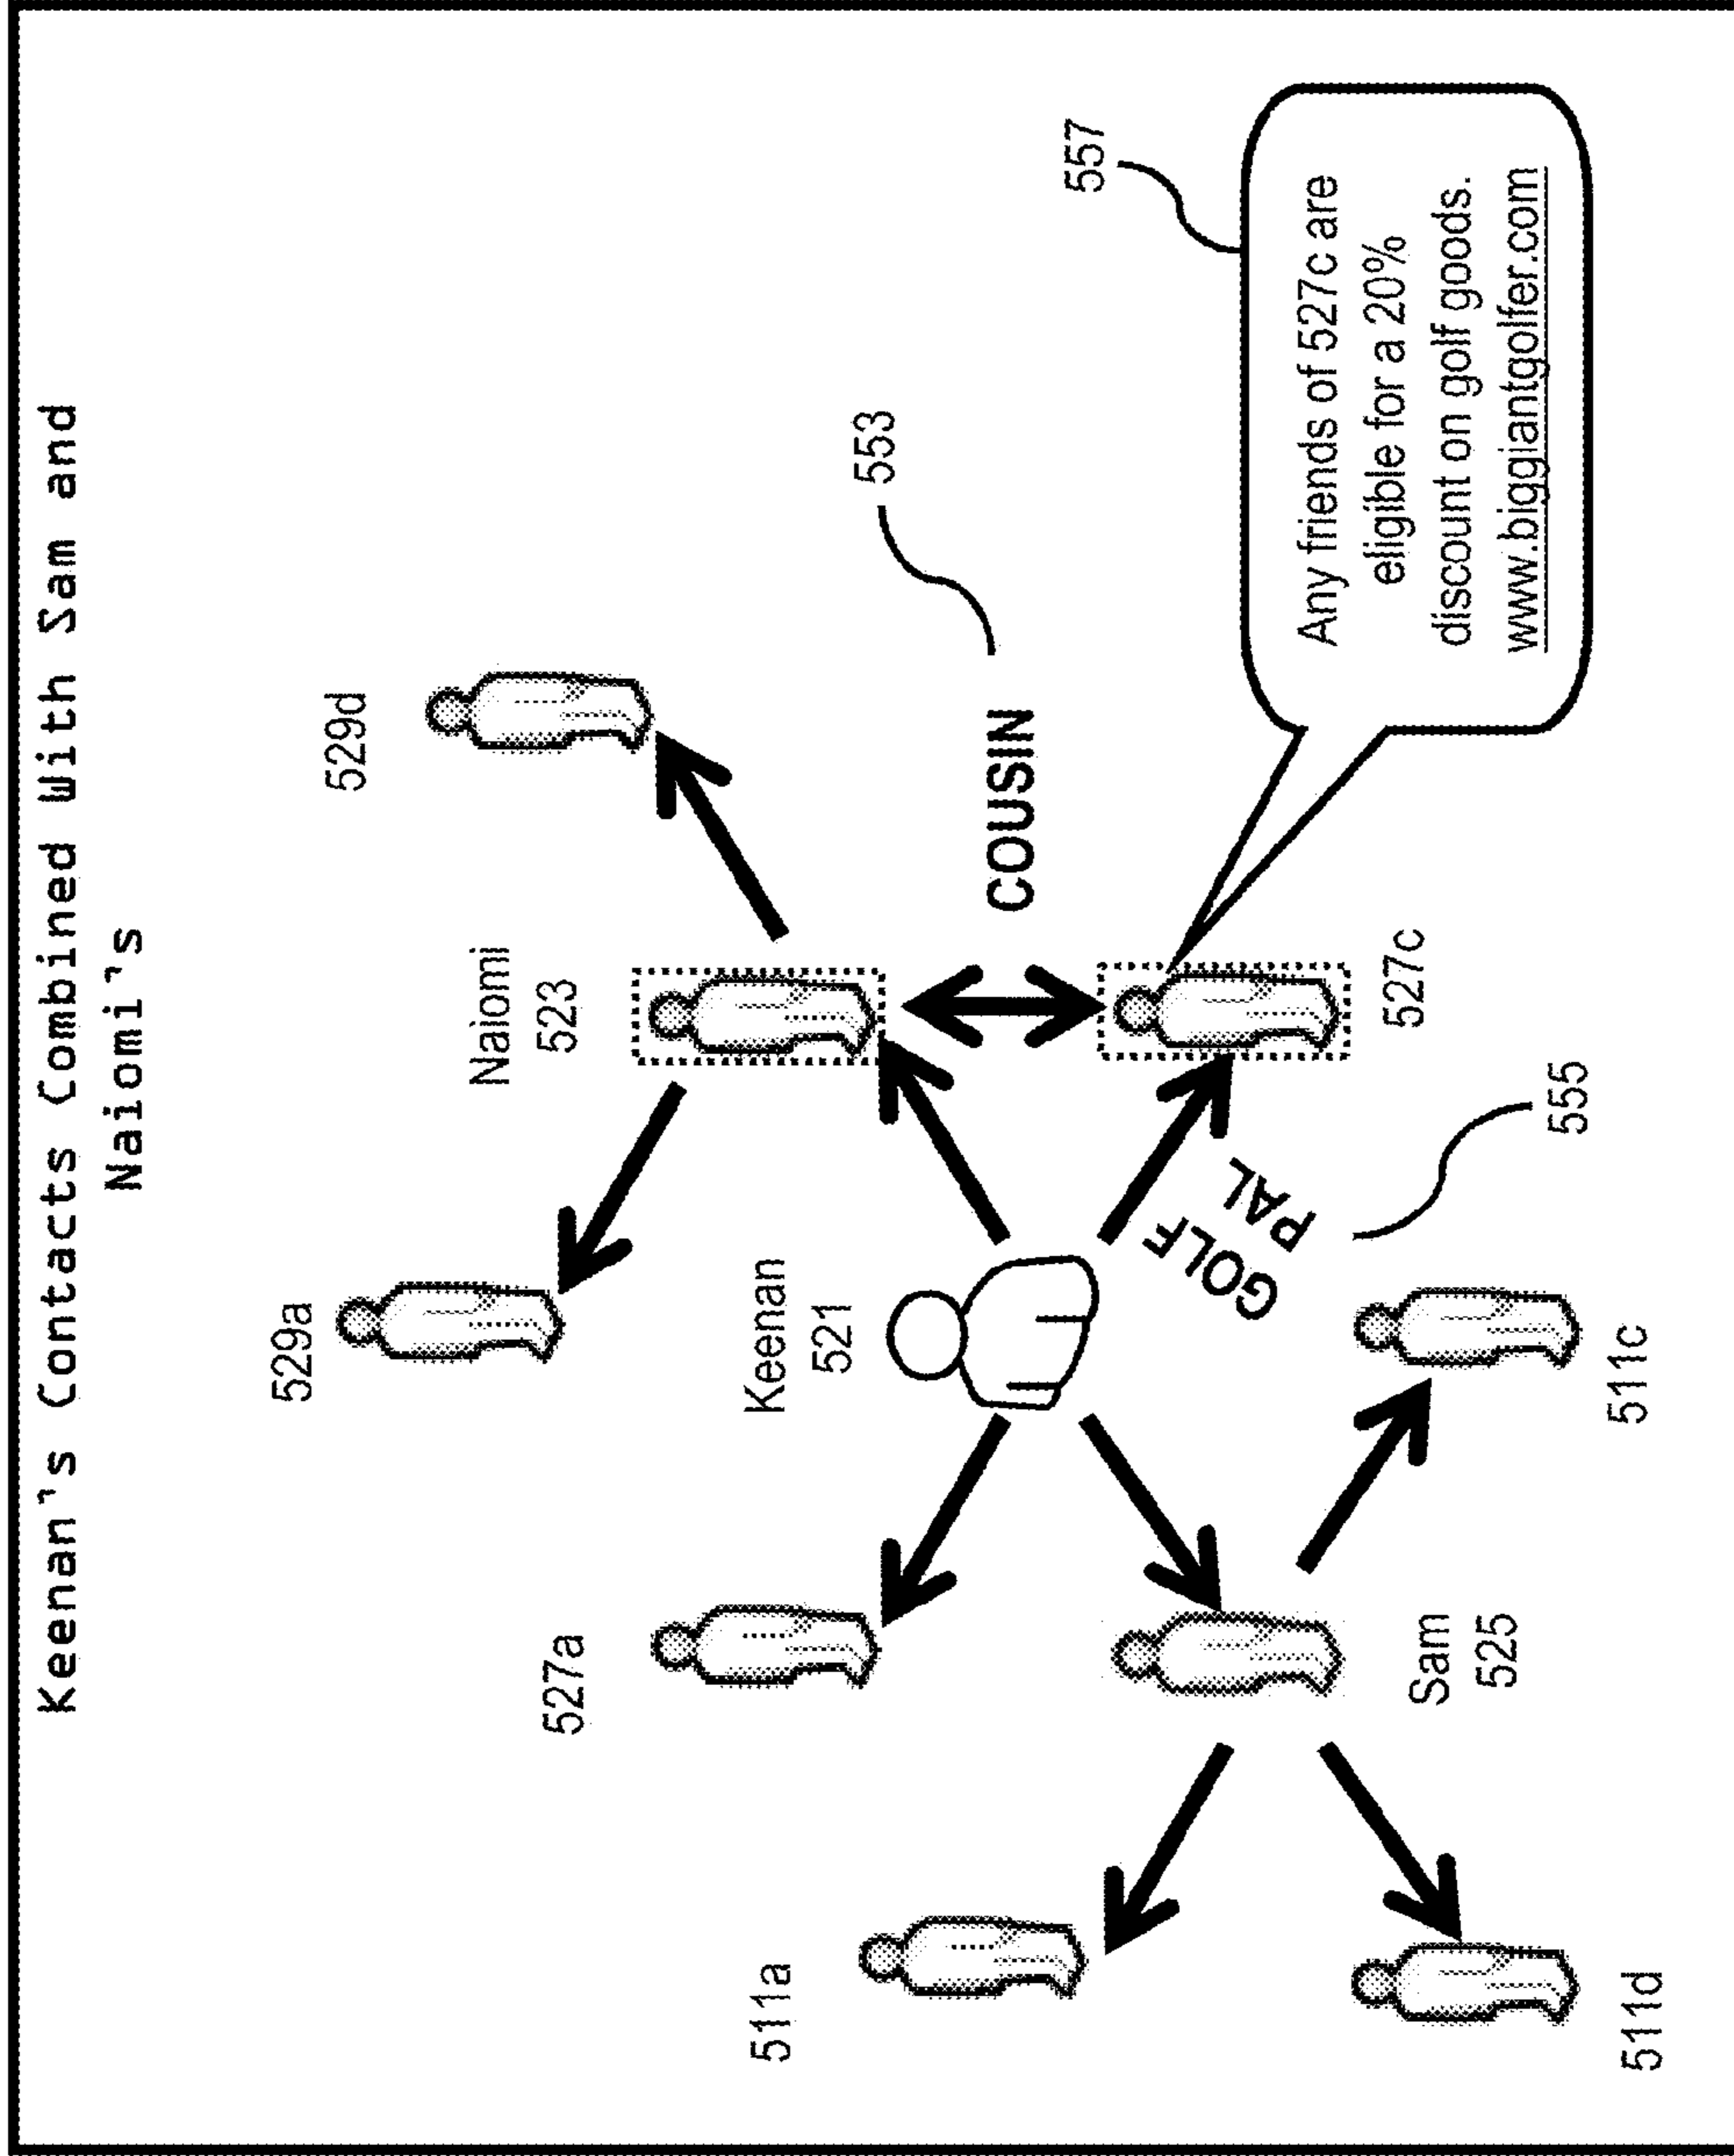 Keenan's Contacts Combined With Sam and
Naiomi's
529a
529d
Naiomi
523
527a
Keenan
521
553
COUSIN
511a
557
Any friends of 527c are
eligible for a 20%
discount on golf goods.
www.biggiantgolfer.com
GOLF
PAL
527c
Sam
525
555
511d
511c